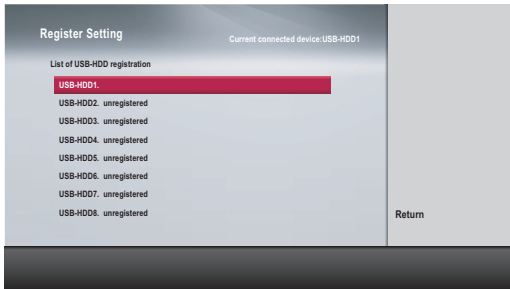 Register Setting
Current connected device:USB-HDD1
List of USB-HDD registration
USB-HDD1.
USB-HDD2. unregistered
USB-HDD3. unregistered
USB-HDD4. unregistered
USB-HDD5. unregistered
USB-HDD6. unregistered
USB-HDD7. unregistered
USB-HDD8. unregistered
Return